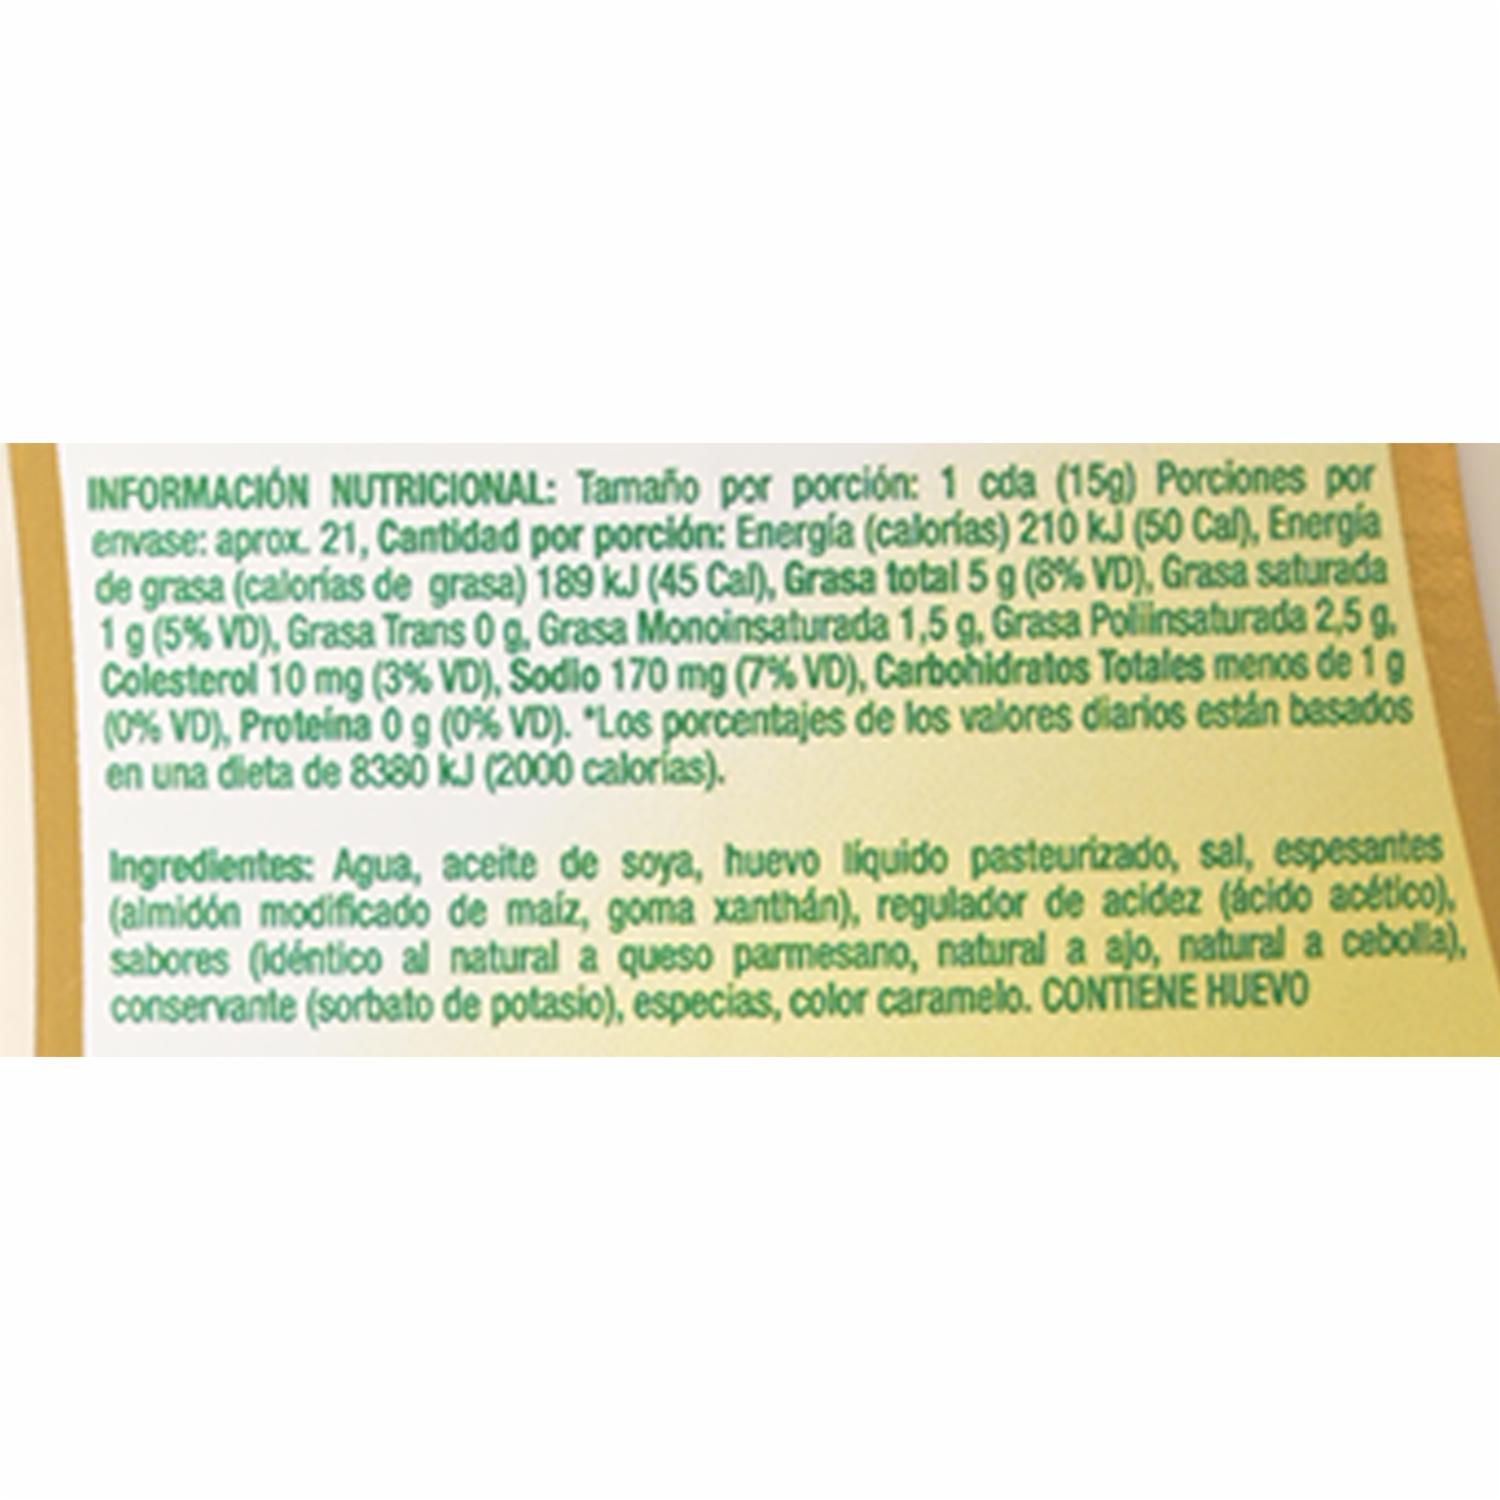 INFORMACIÓN NUTRICIONAL: Tamaño por porción: 1 cda (15g) Porciones por
envase: aprox. 21, Cantidad por porción: Energía (calorías) 210 kJ (50 Cal), Energía
de grasa (calorías de grasa) 189 kJ (45 Cal), Grasa total 5 g (8% VD), Grasa saturada
1 g (5% VD), Grasa Trans 0 g, Grasa Monoinsaturada 1,5 g, Grasa Poliinsaturada 2,5 g,
Colesterol 10 mg (3% VD), Sodio 170 mg (7% VD), Carbohidratos Totales menos de 1 g
(0% VD), Proteína 0 g (0% VD). *Los porcentajes de los valores diarios están basados
en una dieta de 8380 kJ (2000 calorías).
Ingredientes: Agua, aceite de soya, huevo líquido pasteurizado, sal, espesantes
(almidón modificado de maíz, goma xanthán), regulador de acidez (ácido acético),
sabores (idéntico al natural a queso parmesano, natural a ajo, natural a cebolla),
conservante (sorbato de potasio), especias, color caramelo. CONTIENE HUEVO